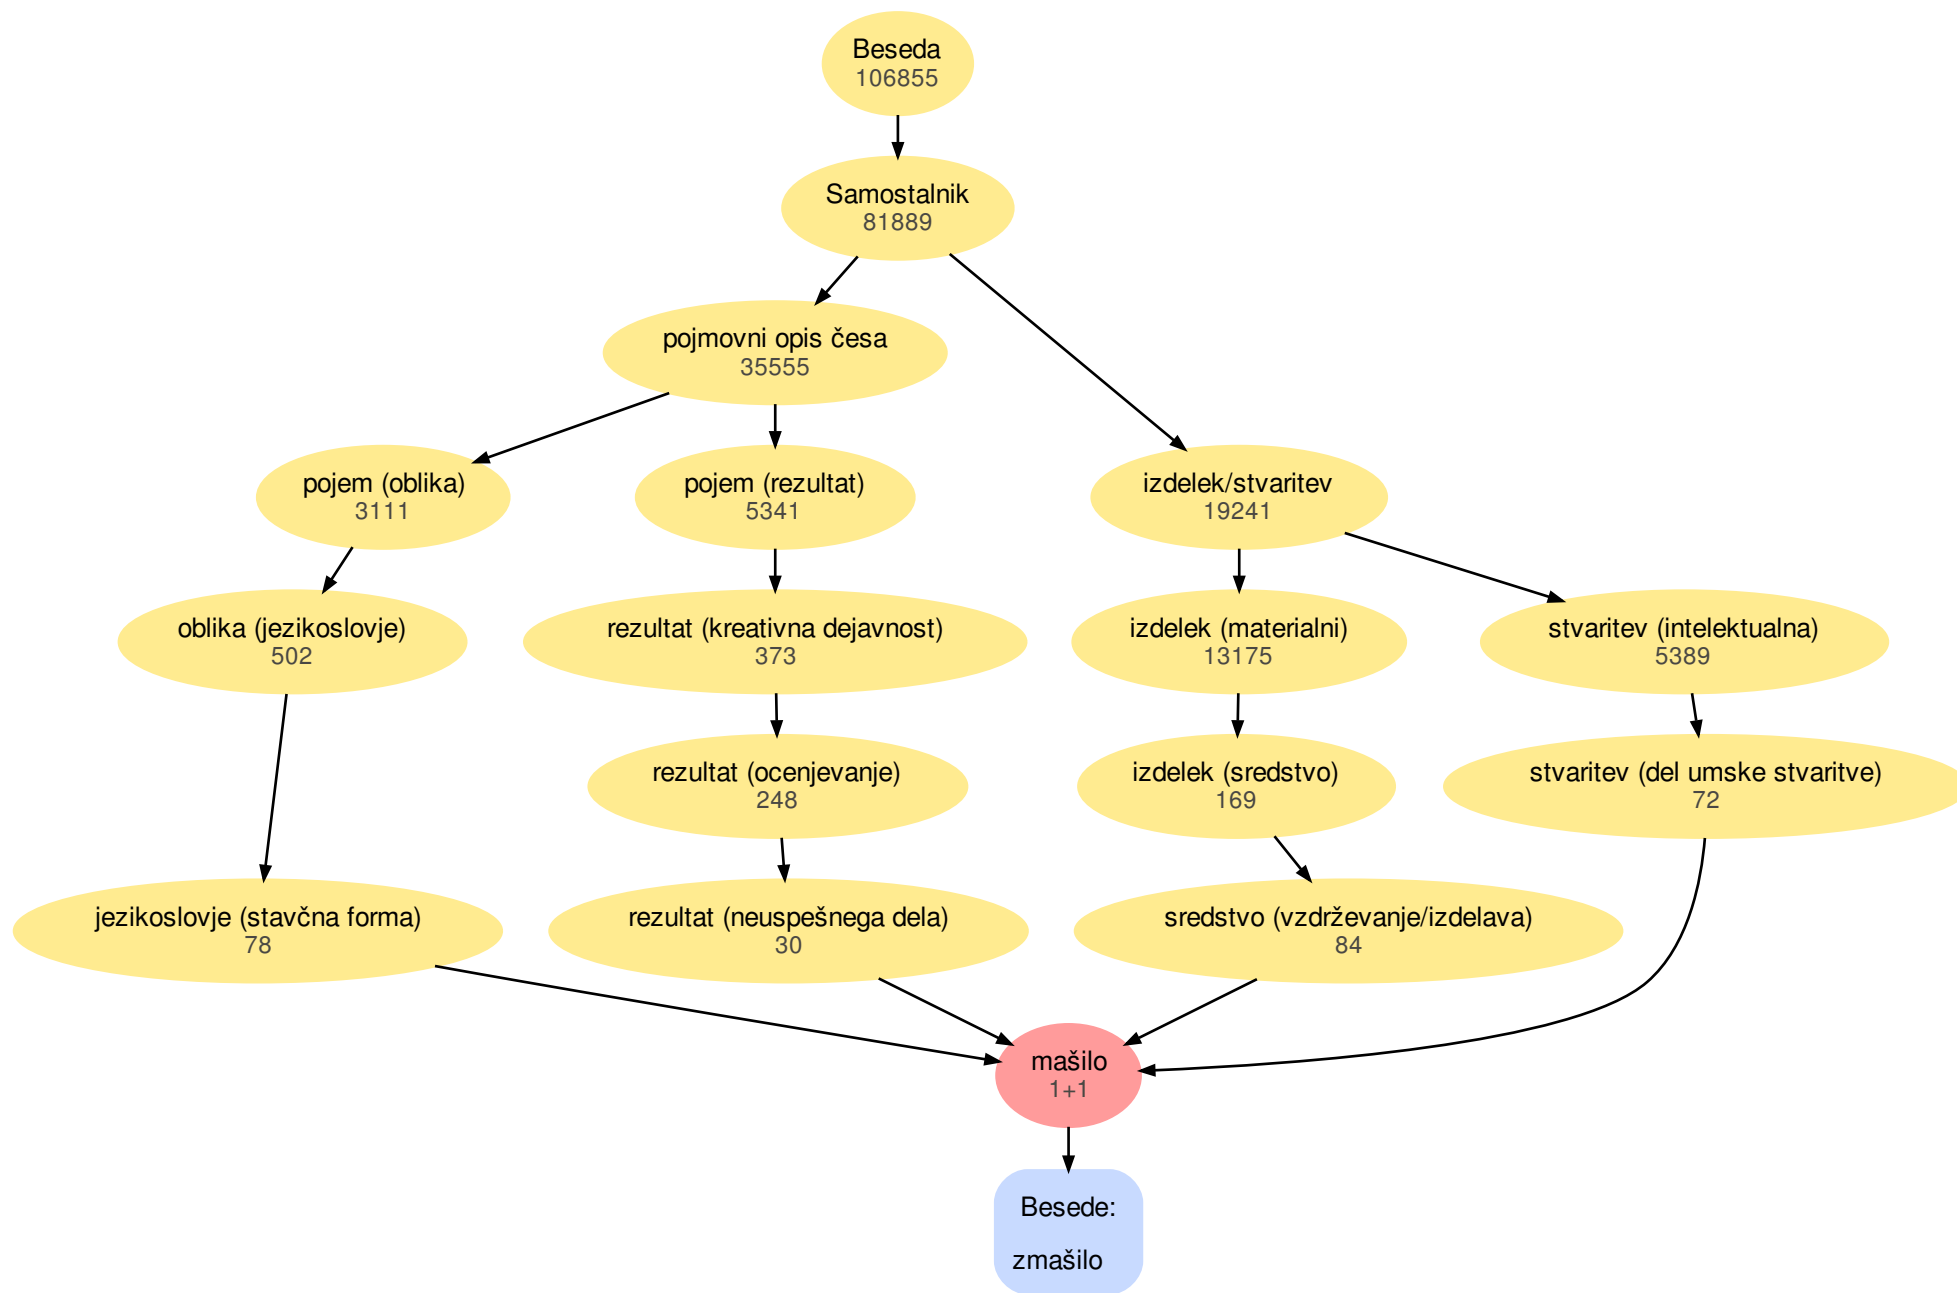 Beseda
106855
Samostalnik
81889
pojmovni opis česa
35555
pojem (oblika)
3111
pojem (rezultat)
5341
izdelek/stvaritev
19241
oblika (jezikoslovje)
502
rezultat (kreativna dejavnost)
373
izdelek (materialni)
13175
stvaritev (intelektualna)
5389
rezultat (ocenjevanje)
248
izdelek (sredstvo)
169
stvaritev (del umske stvaritve)
72
jezikoslovje (stavčna forma)
78
rezultat (neuspešnega dela)
30
sredstvo (vzdrževanje/izdelava)
84
mašilo
1+1
Besede:
zmašilo